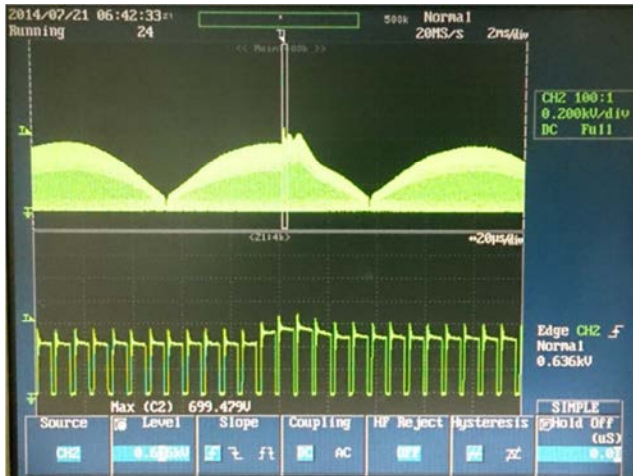 2014/07/21 06:42:33
Running 24
500k Normal
20MS/s 2ms/div
CH2 100:1
0.200kV/div
DC Full
20µs/div
Edge CH2
Normal
0.636kV
Max (C2) 699.479V
SIMPLE
Source Level Slope Coupling HF Reject Hysteresis Hold Off
(uS)
CH2 DC AC OFF